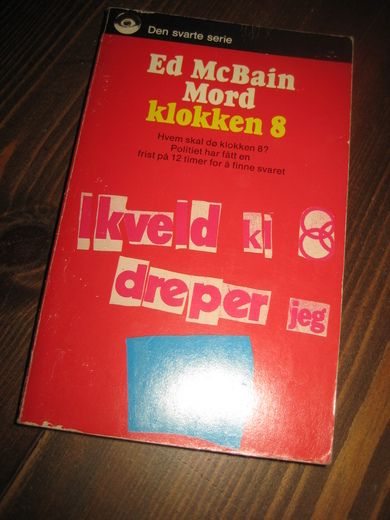 Den svarte serie
Ed McBain
Mord
klokken 8
Hvem skal dø klokken 8?
Politiet har fått en
frist på 12 timer for å finne svaret
Ikveld kl 8
dreper jeg